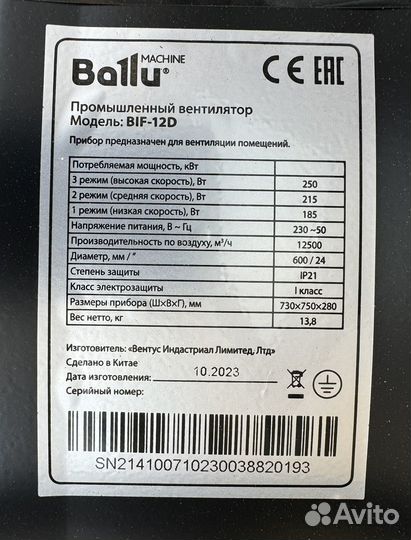 MACHINE
Ballu®
CE EAC
Промышленный вентилятор
Модель: BIF-12D
Прибор предназначен для вентиляции помещений.
Потребляемая мощность, кВт
3 режим (высокая скорость), Вт 250
2 режим (средняя скорость), Вт 215
1 режим (низкая скорость), Вт 185
Напряжение питания, В ~ Гц 230 ~50
Производительность по воздуху, м³/ч 12500
Диаметр, мм / " 600 / 24
Степень защиты IP21
Класс электрозащиты I класс
Размеры прибора (Ш×В×Г), мм 730×750×280
Вес нетто, кг 13,8
Изготовитель: «Вентус Индастриал Лимитед, Лтд»
Сделано в Китае
Дата изготовления: 10.2023
Серийный номер:
SN214100710230038820193
Avito